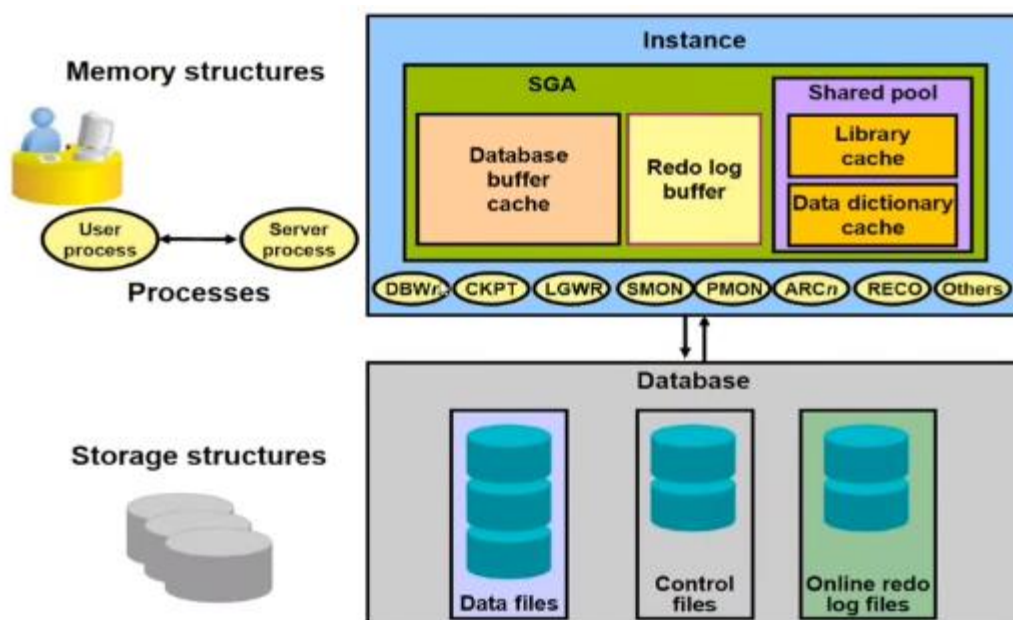 Instance
Memory structures
SGA
Shared pool
Database
buffer
cache
Redo log
buffer
Library
cache
Data dictionary
cache
User
process
Server
process
Processes
DBWn
CKPT
LGWR
SMON
PMON
ARCn
RECO
Others
Database
Storage structures
Data files
Control
files
Online redo
log files